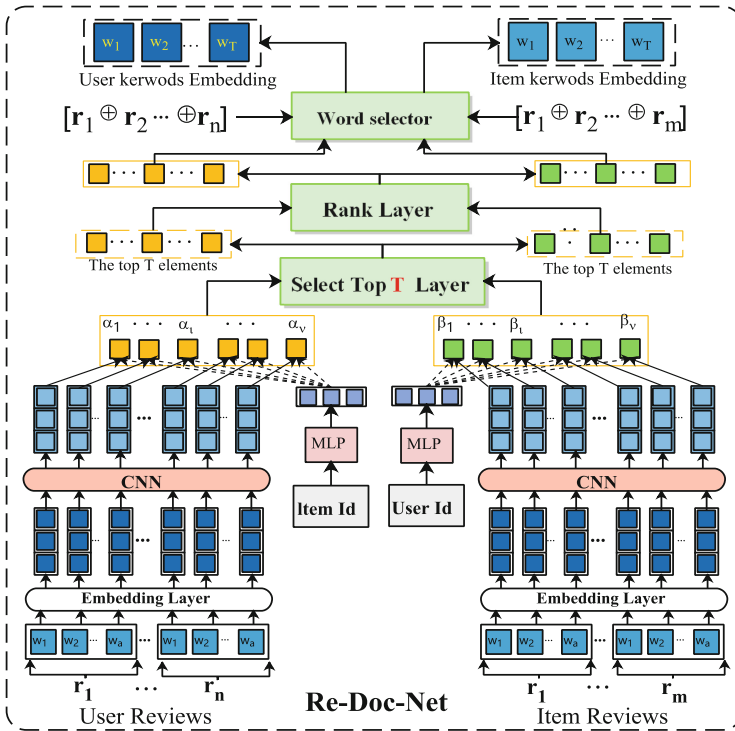 w1 w2 ... wT
w1 w2 ... wT
User kerwods Embedding
Item kerwods Embedding
[r1 ⊕ r2 ··· ⊕rn]
Word selector
[r1 ⊕ r2 ··· ⊕ rm]
Rank Layer
The top T elements
The top T elements
Select Top T Layer
α1 · · · αι · · · αν
β1 · · · βι · · · βν
MLP
MLP
CNN
CNN
Item Id
User Id
Embedding Layer
Embedding Layer
w1 w2 ... wa ... w1 w2 ... wa
w1 w2 ... wa ... w1 w2 ... wa
r1 ... rn
r1 ... rm
Re-Doc-Net
User Reviews
Item Reviews